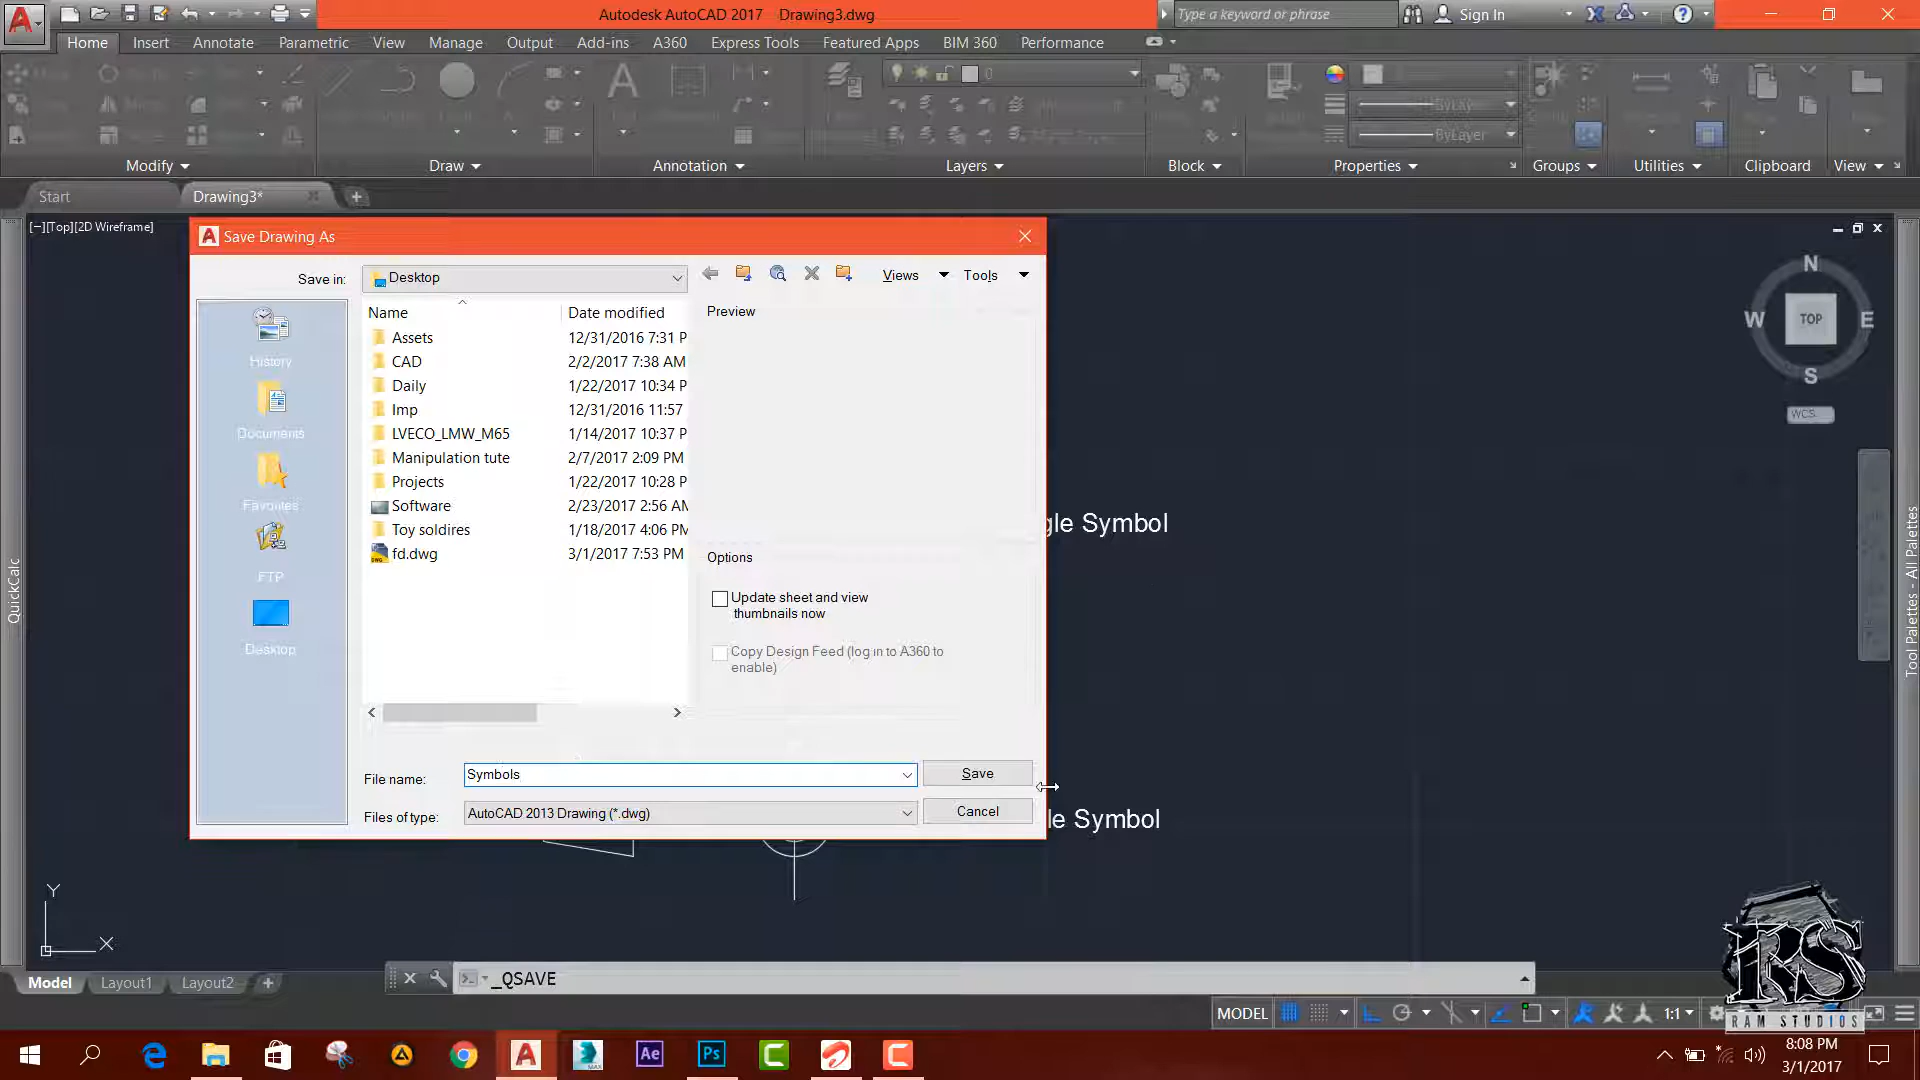 Autodesk AutoCAD 2017 Drawing3.dwg
Type a keyword or phrase
Sign In
Home Insert Annotate Parametric View Manage Output Add-ins A360 Express Tools Featured Apps BIM 360 Performance
0
ByLayer
ByLayer
Modify Draw Annotation Layers Block Properties Groups Utilities Clipboard View
Start Drawing3*
[−][Top][2D Wireframe]
Save Drawing As
Save in: Desktop Views Tools
Name Date modified Preview
Assets 12/31/2016 7:31 P
CAD 2/2/2017 7:38 AM
Daily 1/22/2017 10:34 P
Imp 12/31/2016 11:57
LVECO_LMW_M65 1/14/2017 10:37 P
Manipulation tute 2/7/2017 2:09 PM
Projects 1/22/2017 10:28 P
Software 2/23/2017 2:56 AM
Toy soldires 1/18/2017 4:06 PM
fd.dwg 3/1/2017 7:53 PM
History
Documents
Favorites
FTP
Desktop
Options
Update sheet and view
thumbnails now
Copy Design Feed (log in to A360 to
enable)
File name: Symbols Save
Files of type: AutoCAD 2013 Drawing (*.dwg) Cancel
gle Symbol
le Symbol
N
W TOP E
S
WCS
QuickCalc
Tool Palettes - All Palettes
Y
X
Model Layout1 Layout2
_QSAVE
MODEL 1:1
RS
RAM STUDIOS
Ae Ps
8:08 PM
3/1/2017